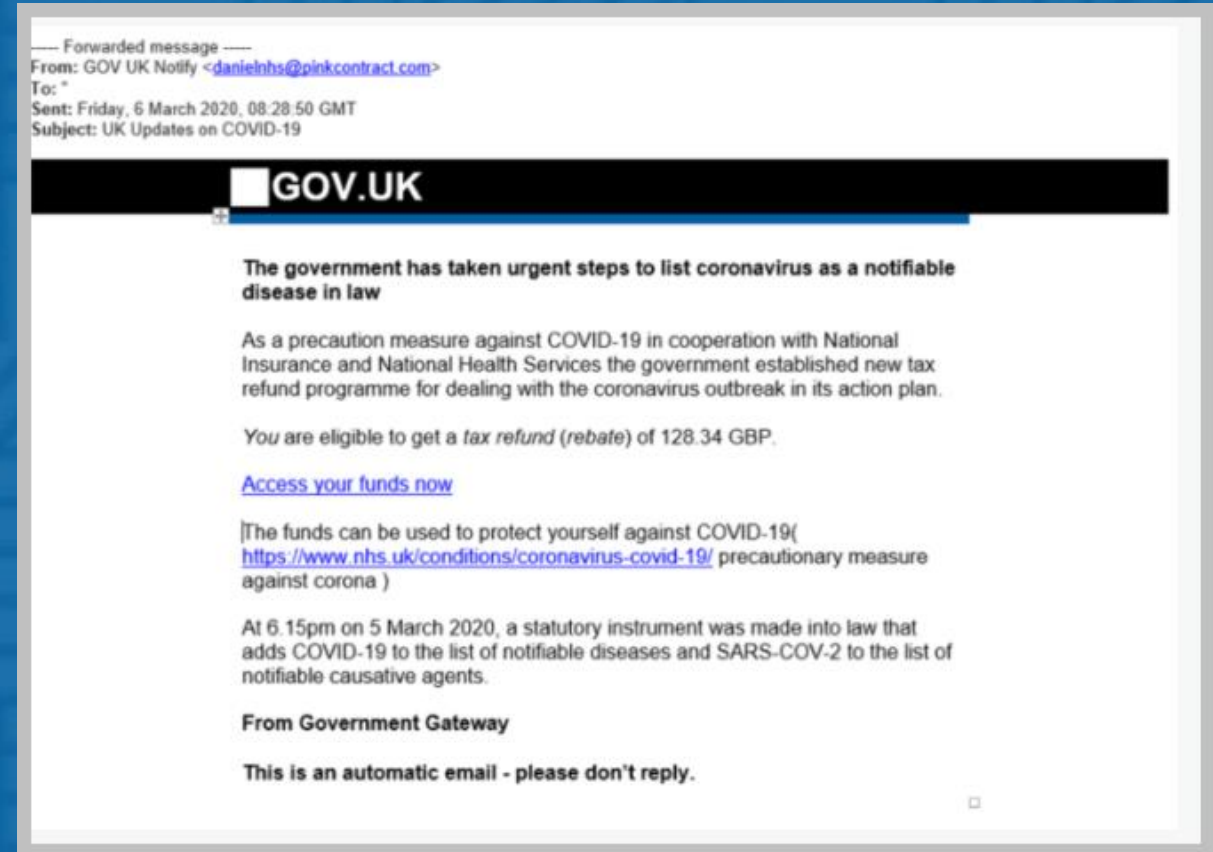 ----- Forwarded message -----
From: GOV UK Notify <danielnhs@pinkcontract.com>
To: "
Sent: Friday, 6 March 2020, 08:28:50 GMT
Subject: UK Updates on COVID-19
GOV.UK
The government has taken urgent steps to list coronavirus as a notifiable
disease in law
As a precaution measure against COVID-19 in cooperation with National
Insurance and National Health Services the government established new tax
refund programme for dealing with the coronavirus outbreak in its action plan.
You are eligible to get a tax refund (rebate) of 128.34 GBP.
Access your funds now
The funds can be used to protect yourself against COVID-19(
https://www.nhs.uk/conditions/coronavirus-covid-19/ precautionary measure
against corona )
At 6.15pm on 5 March 2020, a statutory instrument was made into law that
adds COVID-19 to the list of notifiable diseases and SARS-COV-2 to the list of
notifiable causative agents.
From Government Gateway
This is an automatic email - please don't reply.